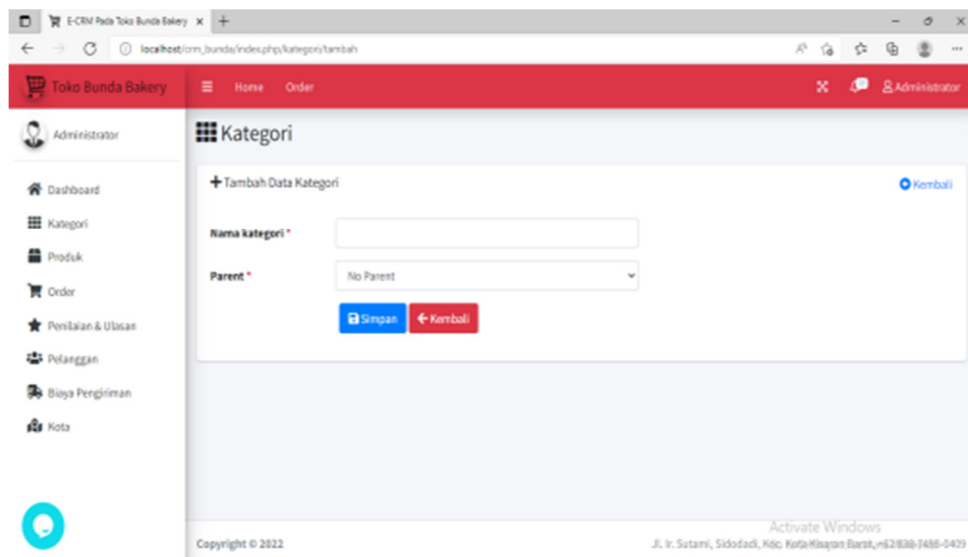 E-CRM Pada Toko Bunda Bakery
localhost/crm_bunda/index.php/kategori/tambah
Toko Bunda Bakery
Home Order
Administrator
Administrator
Kategori
Dashboard
Kategori
Produk
Order
Penilaian & Ulasan
Pelanggan
Biaya Pengiriman
Kota
Tambah Data Kategori
Kembali
Nama kategori *
Parent *
No Parent
Simpan
Kembali
Activate Windows
Copyright © 2022
Jl. Ir. Sutami, Sidodadi, Kec. Kota Kisaran Barat,